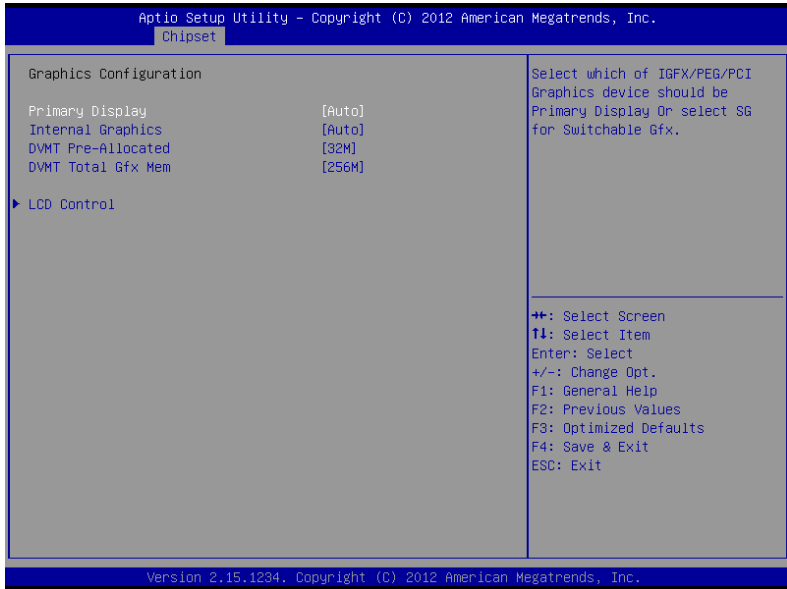 Aptio Setup Utility – Copyright (C) 2012 American Megatrends, Inc.
Chipset
Graphics Configuration
Primary Display [Auto]
Internal Graphics [Auto]
DVMT Pre-Allocated [32M]
DVMT Total Gfx Mem [256M]
▶ LCD Control
Select which of IGFX/PEG/PCI
Graphics device should be
Primary Display Or select SG
for Switchable Gfx.
→←: Select Screen
↑↓: Select Item
Enter: Select
+/-: Change Opt.
F1: General Help
F2: Previous Values
F3: Optimized Defaults
F4: Save & Exit
ESC: Exit
Version 2.15.1234. Copyright (C) 2012 American Megatrends, Inc.